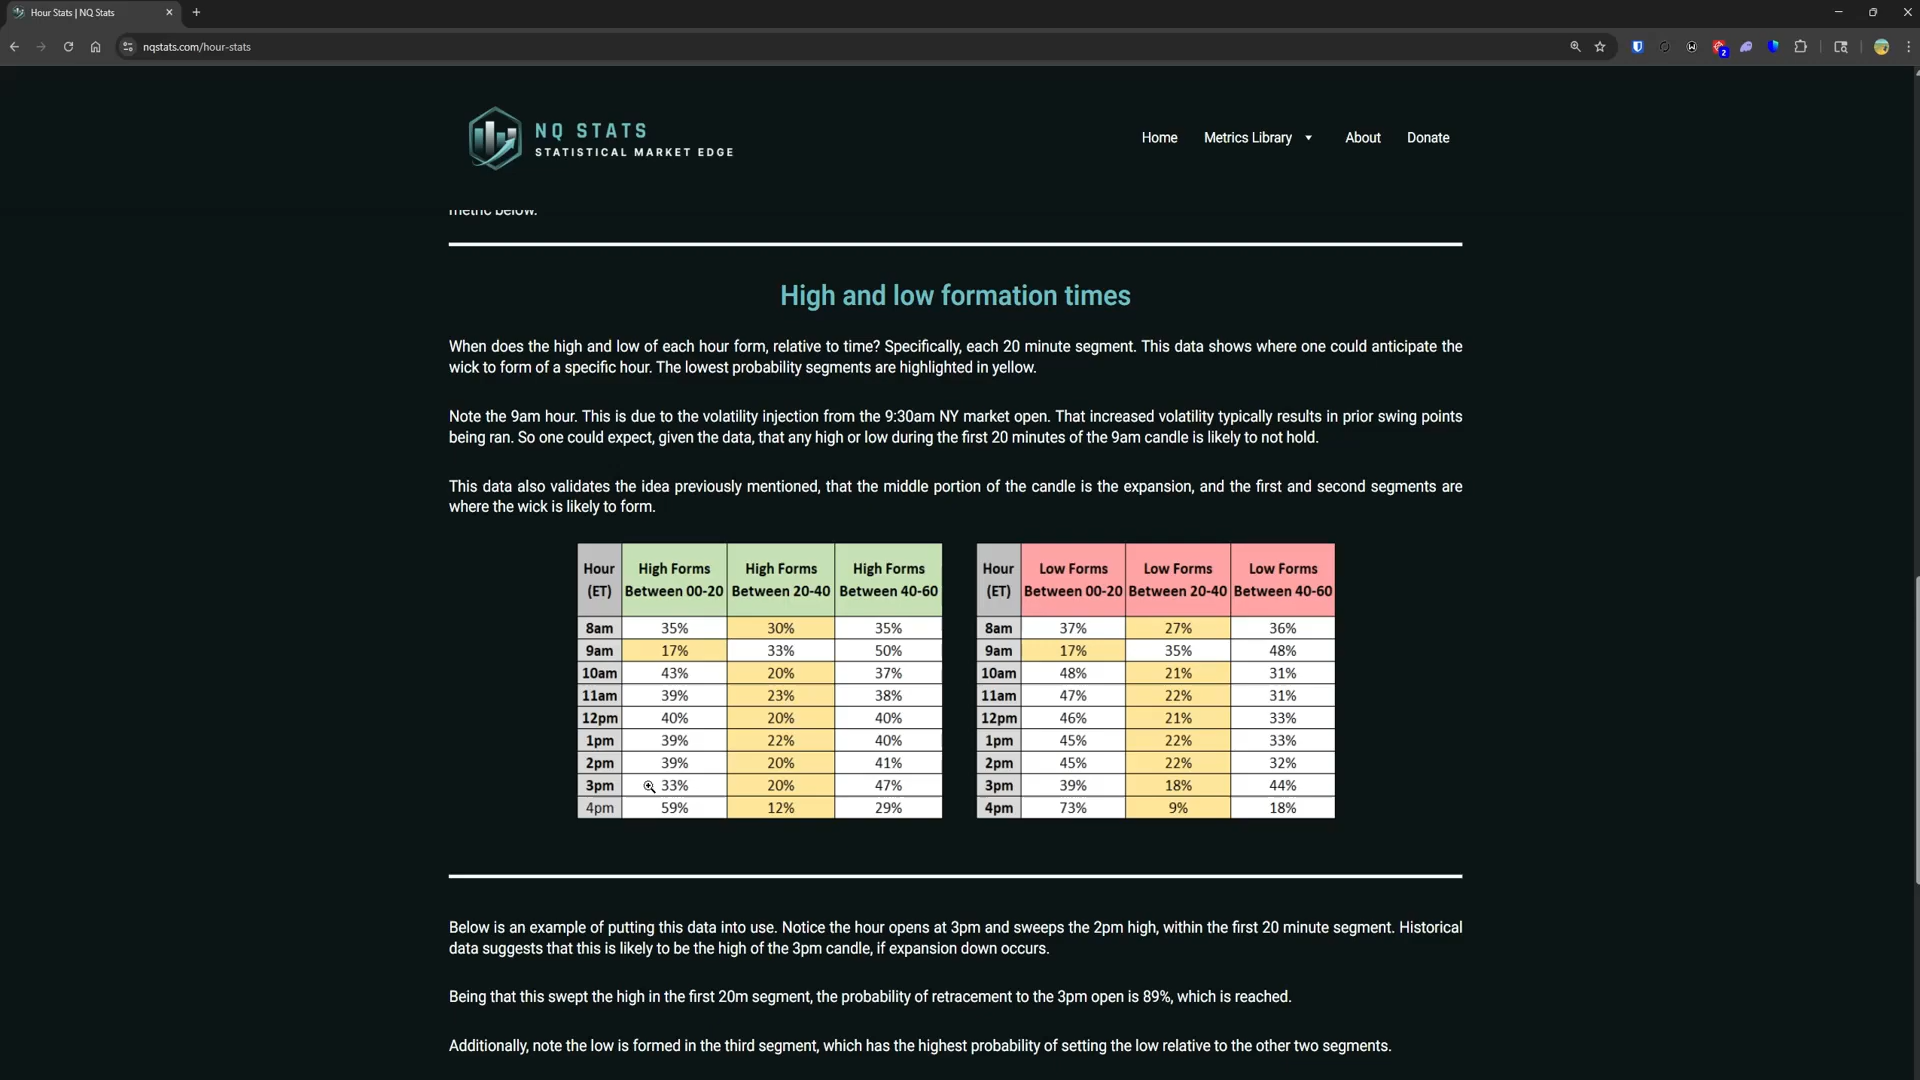 Hour Stats | NQ Stats
nqstats.com/hour-stats
2
NQ STATS
STATISTICAL MARKET EDGE
Home Metrics Library About Donate
metric below.
High and low formation times
When does the high and low of each hour form, relative to time? Specifically, each 20 minute segment. This data shows where one could anticipate the
wick to form of a specific hour. The lowest probability segments are highlighted in yellow.
Note the 9am hour. This is due to the volatility injection from the 9:30am NY market open. That increased volatility typically results in prior swing points
being ran. So one could expect, given the data, that any high or low during the first 20 minutes of the 9am candle is likely to not hold.
This data also validates the idea previously mentioned, that the middle portion of the candle is the expansion, and the first and second segments are
where the wick is likely to form.
Hour High Forms High Forms High Forms
(ET) Between 00-20 Between 20-40 Between 40-60
8am 35% 30% 35%
9am 17% 33% 50%
10am 43% 20% 37%
11am 39% 23% 38%
12pm 40% 20% 40%
1pm 39% 22% 40%
2pm 39% 20% 41%
3pm 33% 20% 47%
4pm 59% 12% 29%
Hour Low Forms Low Forms Low Forms
(ET) Between 00-20 Between 20-40 Between 40-60
8am 37% 27% 36%
9am 17% 35% 48%
10am 48% 21% 31%
11am 47% 22% 31%
12pm 46% 21% 33%
1pm 45% 22% 33%
2pm 45% 22% 32%
3pm 39% 18% 44%
4pm 73% 9% 18%
Below is an example of putting this data into use. Notice the hour opens at 3pm and sweeps the 2pm high, within the first 20 minute segment. Historical
data suggests that this is likely to be the high of the 3pm candle, if expansion down occurs.
Being that this swept the high in the first 20m segment, the probability of retracement to the 3pm open is 89%, which is reached.
Additionally, note the low is formed in the third segment, which has the highest probability of setting the low relative to the other two segments.